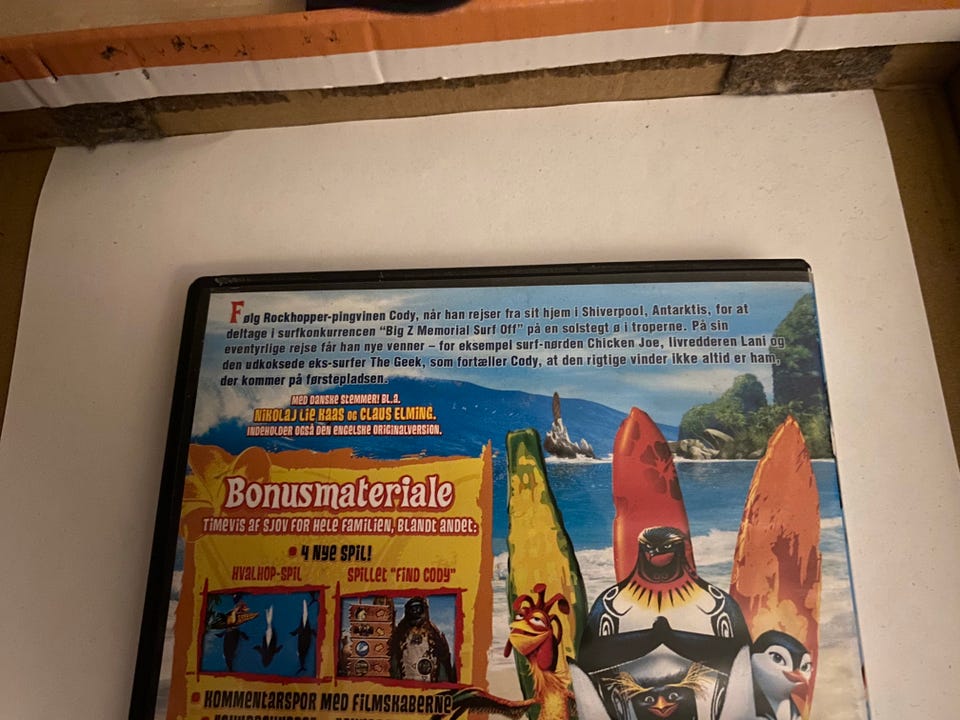 Følg Rockhopper-pingvinen Cody, når han rejser fra sit hjem i Shiverpool, Antarktis, for at
deltage i surfkonkurrencen "Big Z Memorial Surf Off" på en solstegt ø i troperne. På sin
eventyrlige rejse får han nye venner – for eksempel surf-nørden Chicken Joe, livredderen Lani og
den udkoksede eks-surfer The Geek, som fortæller Cody, at den rigtige vinder ikke altid er ham,
der kommer på førstepladsen.
MED DANSKE STEMMER! BL.A.
NIKOLAJ LIE KAAS OG CLAUS ELMING.
INDEHOLDER OGSÅ DEN ENGELSKE ORIGINALVERSION.
Bonusmateriale
TIMEVIS AF SJOV FOR HELE FAMILIEN, BLANDT ANDET:
• 4 NYE SPIL!
HVALHOP-SPIL SPILLET "FIND CODY"
• KOMMENTARSPOR MED FILMSKABERNE